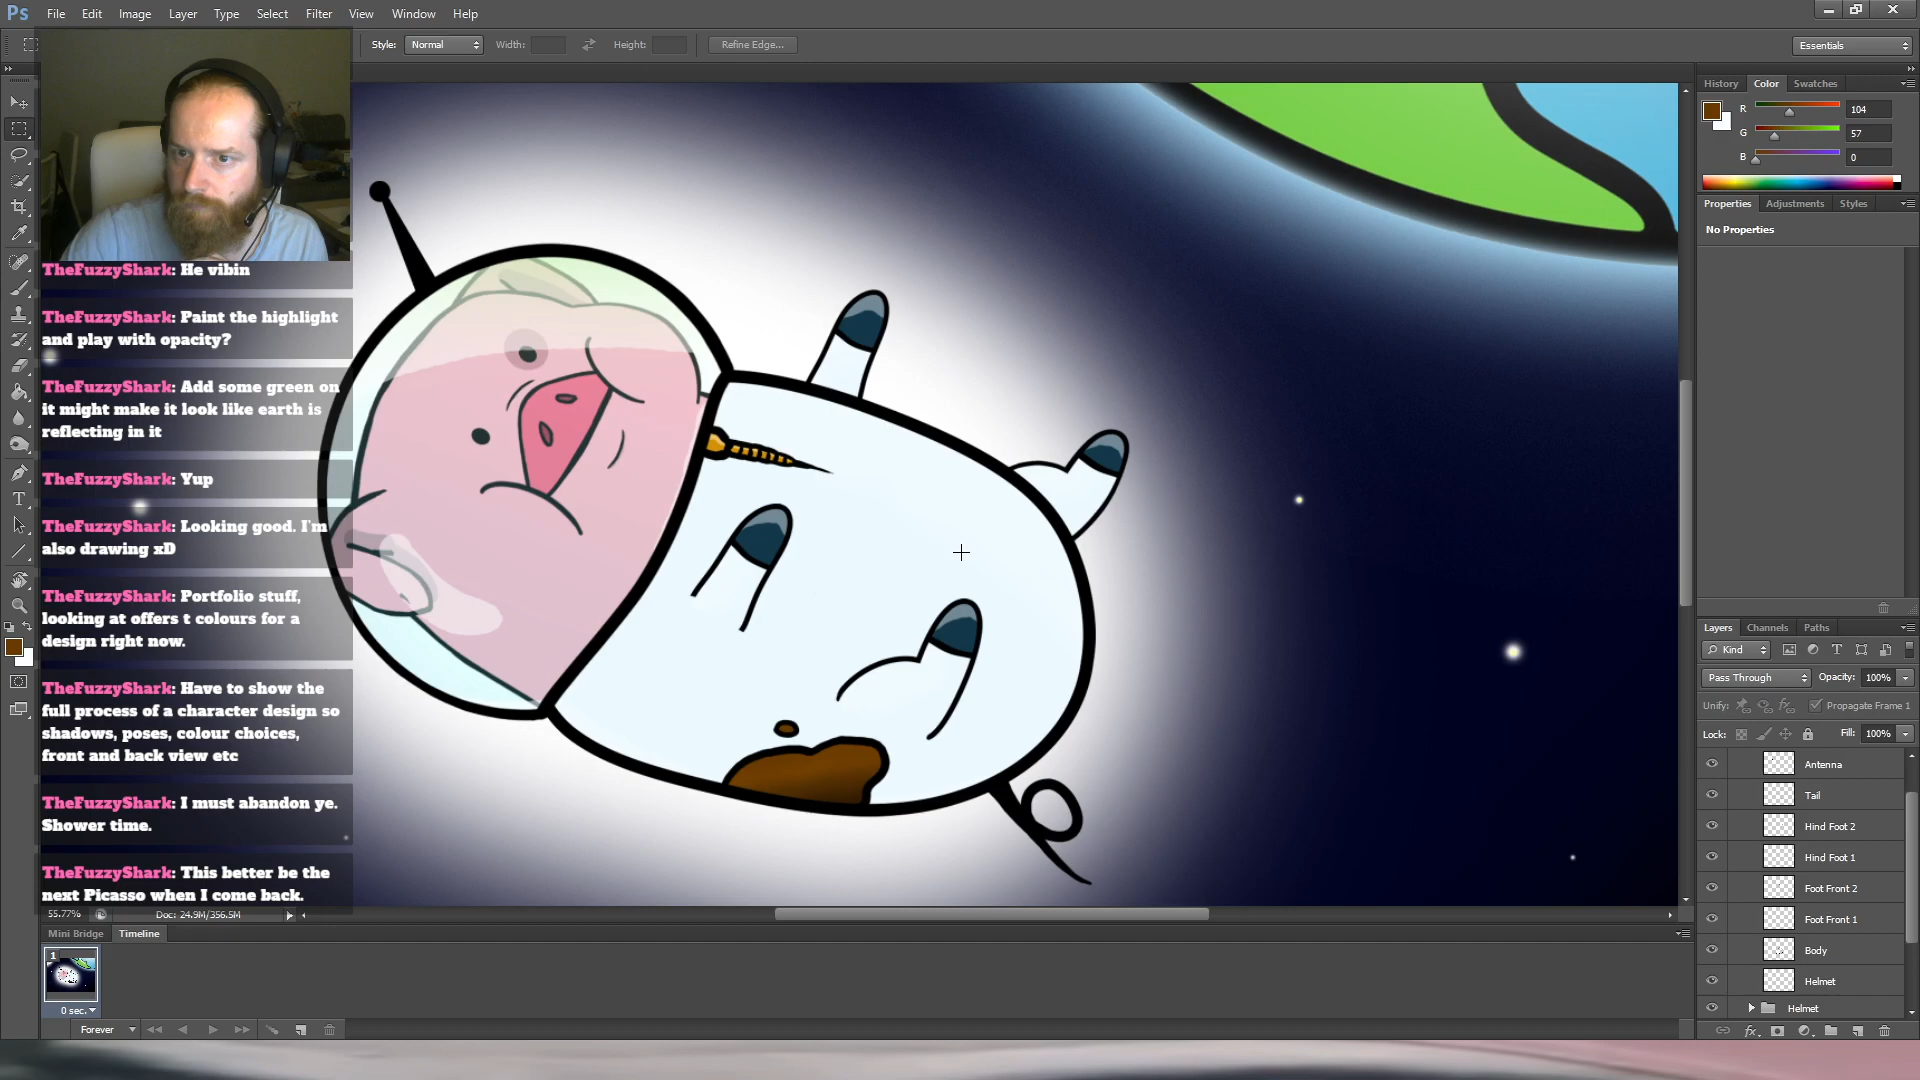 Ps File Edit Image Layer Type Select Filter 3D View Window Help
Style: Normal Width: Height: Refine Edge... Essentials
History Color Swatches
R 104
G 57
B 0
Properties Adjustments Styles
No Properties
TheFuzzyShark: He vibin
TheFuzzyShark: Paint the highlight
and play with opacity?
TheFuzzyShark: Add some green on
it might make it look like earth is
reflecting in it
TheFuzzyShark: Yup
TheFuzzyShark: Looking good. I'm
also drawing xD
TheFuzzyShark: Portfolio stuff,
looking at offers t colours for a
design right now.
TheFuzzyShark: Have to show the
full process of a character design so
shadows, poses, colour choices,
front and back view etc
TheFuzzyShark: I must abandon ye.
Shower time.
TheFuzzyShark: This better be the
next Picasso when I come back.
Layers Channels Paths
Kind
Pass Through Opacity: 100%
Unify: Propagate Frame 1
Lock: Fill: 100%
Antenna
Tail
Hind Foot 2
Hind Foot 1
Foot Front 2
Foot Front 1
Body
Helmet
Helmet
55.77% Doc: 24.9M/356.5M
Mini Bridge Timeline
1
0 sec.
Forever